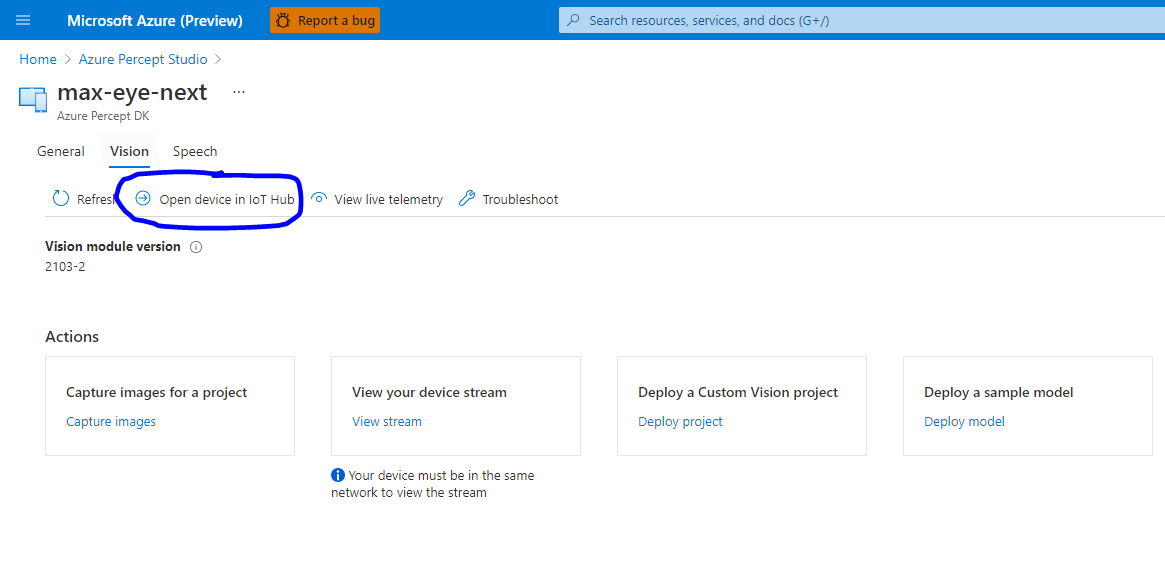 Microsoft Azure (Preview) Report a bug Search resources, services, and docs (G+/)
Home > Azure Percept Studio >
max-eye-next ...
Azure Percept DK
General Vision Speech
Refresh Open device in IoT Hub View live telemetry Troubleshoot
Vision module version
2103-2
Actions
Capture images for a project
Capture images
View your device stream
View stream
Your device must be in the same
network to view the stream
Deploy a Custom Vision project
Deploy project
Deploy a sample model
Deploy model